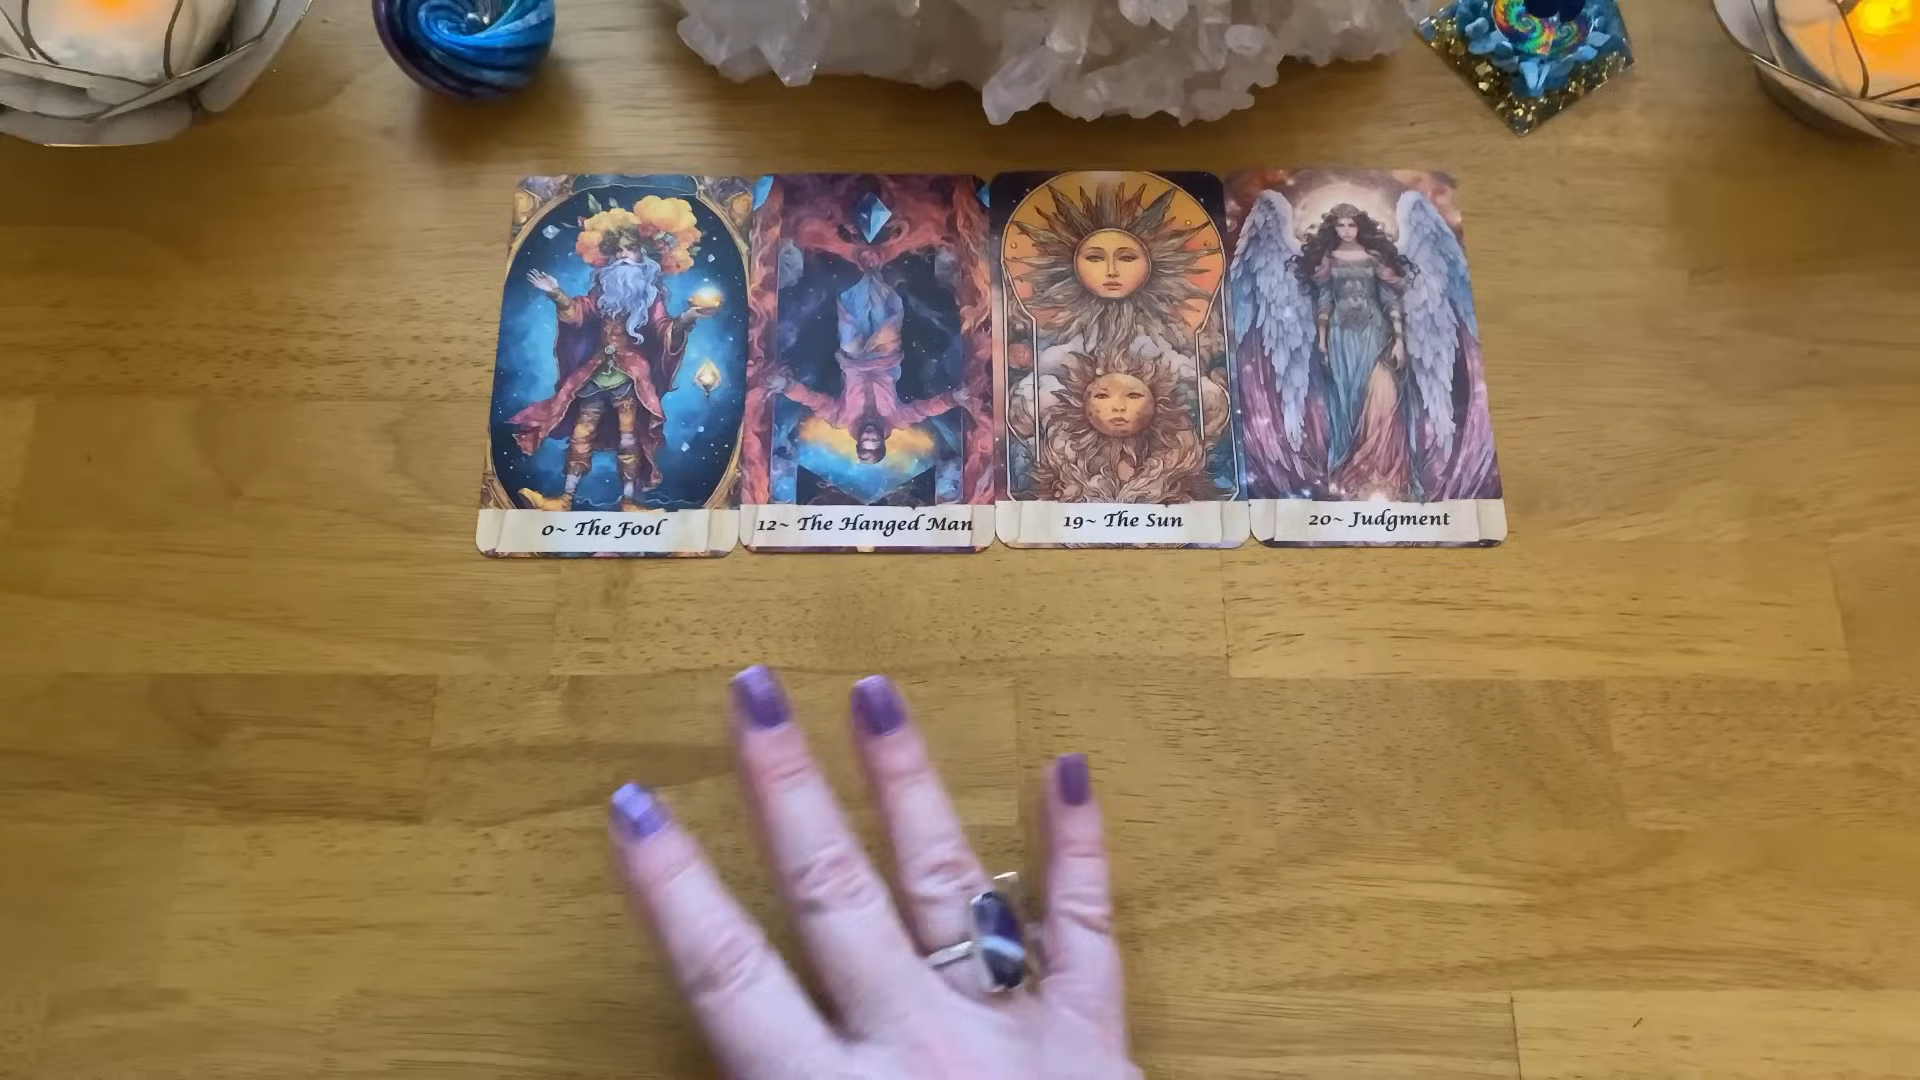 0~ The Fool
12~ The Hanged Man
19~ The Sun
20~ Judgment